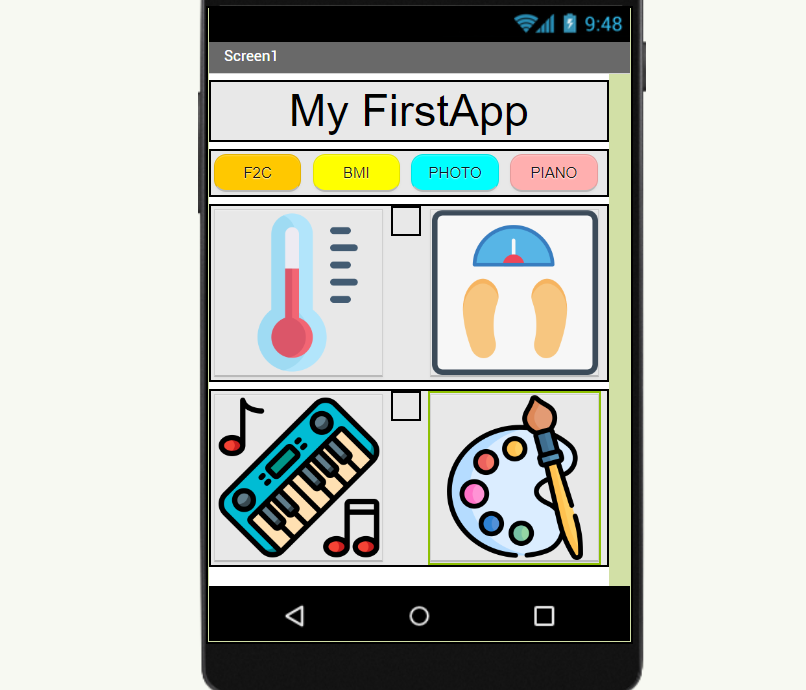 9:48
Screen1
My FirstApp
F2C BMI PHOTO PIANO